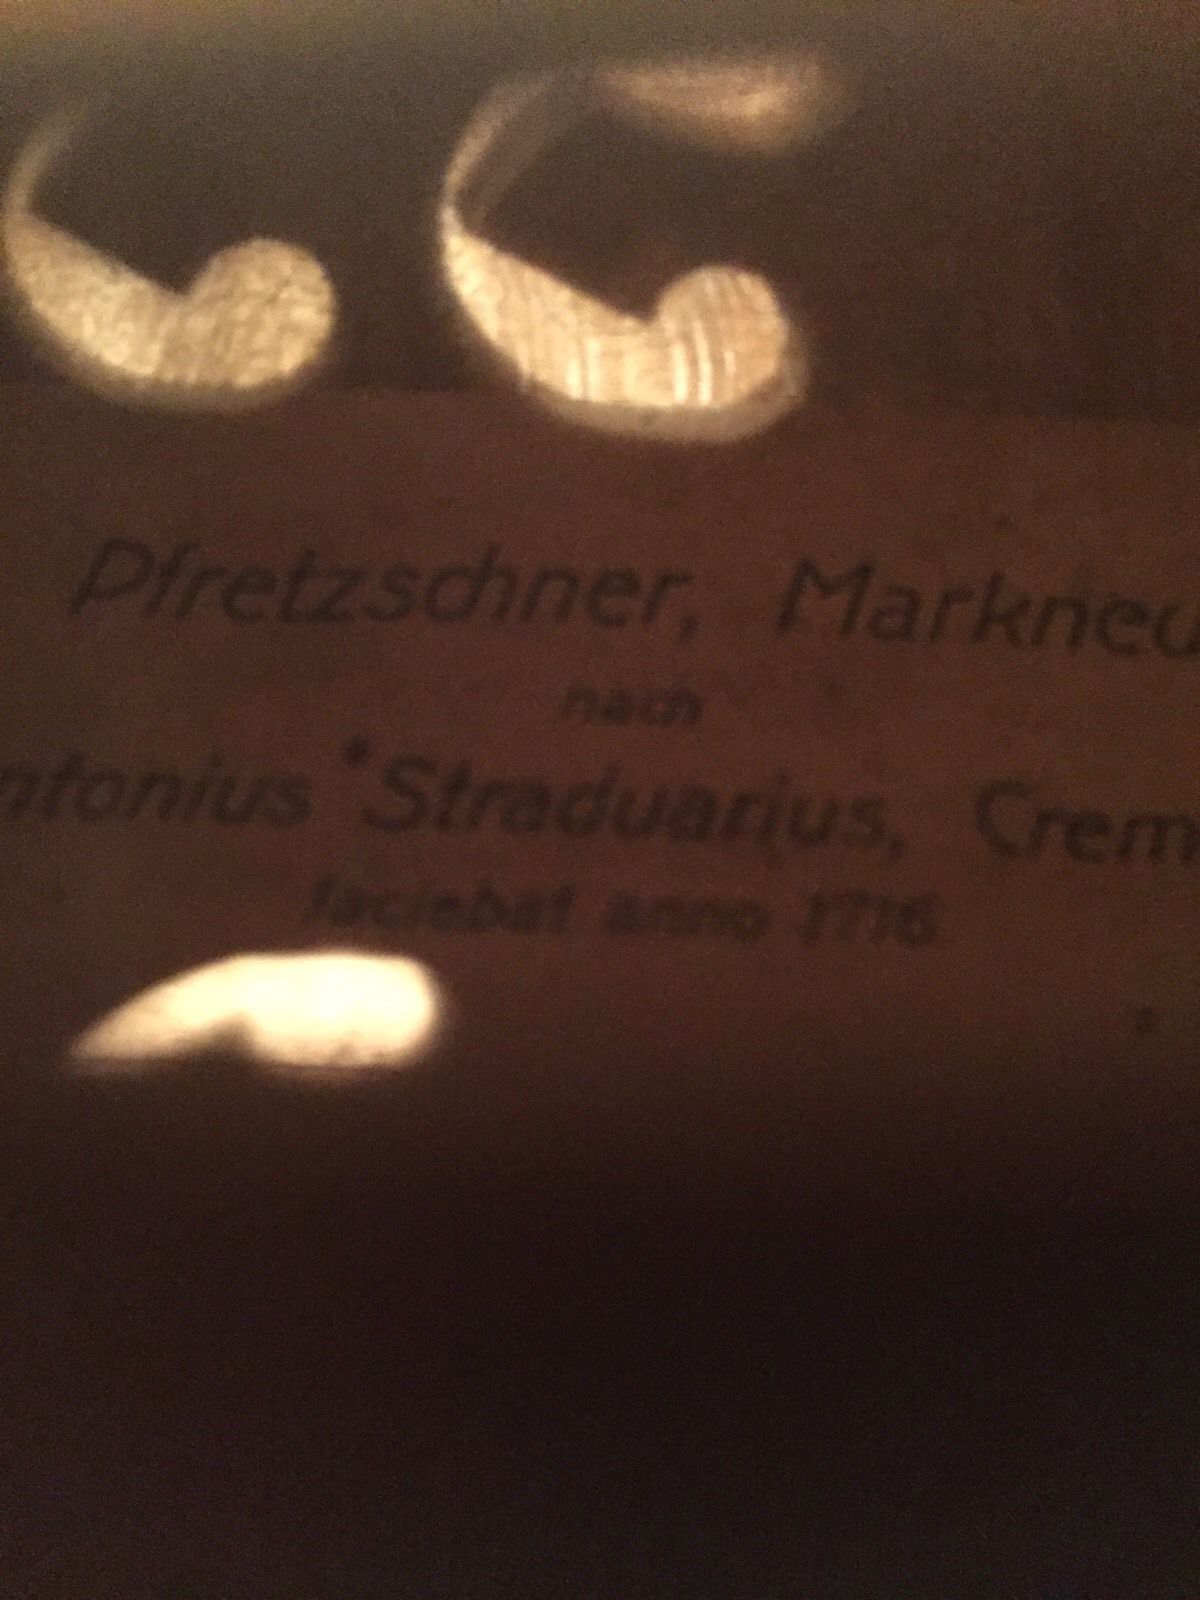 Pfretzschner, Markneu
nach
ntonius Straduarius, Crem
faciebat anno 1716